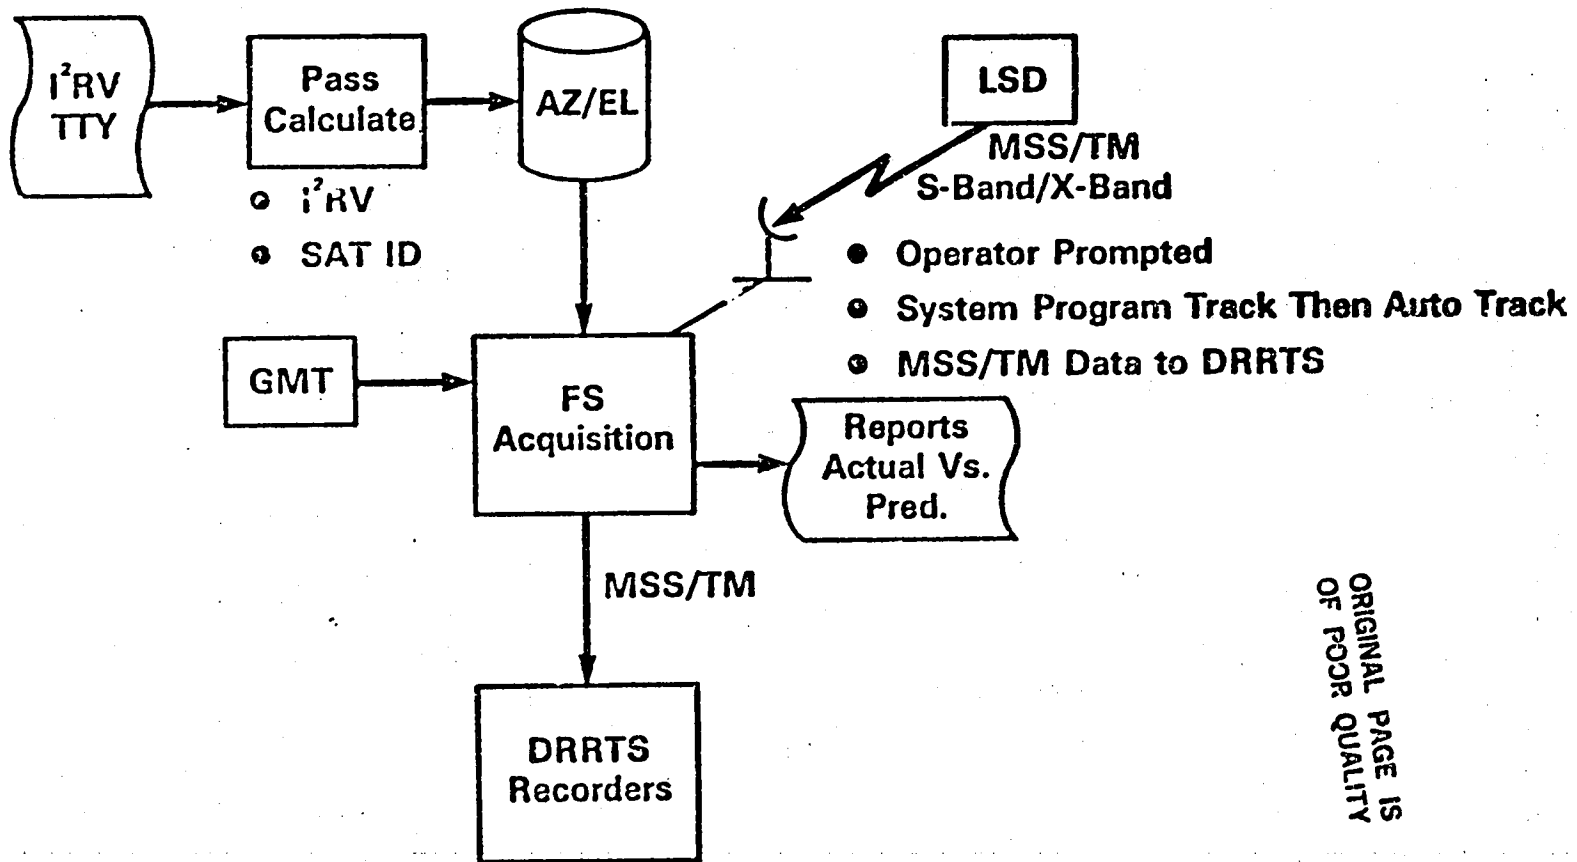 I²RV
TTY
Pass
Calculate
• I²RV
• SAT ID
AZ/EL
LSD
MSS/TM
S-Band/X-Band
• Operator Prompted
• System Program Track Then Auto Track
• MSS/TM Data to DRRTS
GMT
FS
Acquisition
Reports
Actual Vs.
Pred.
MSS/TM
DRRTS
Recorders
ORIGINAL PAGE IS
OF POOR QUALITY